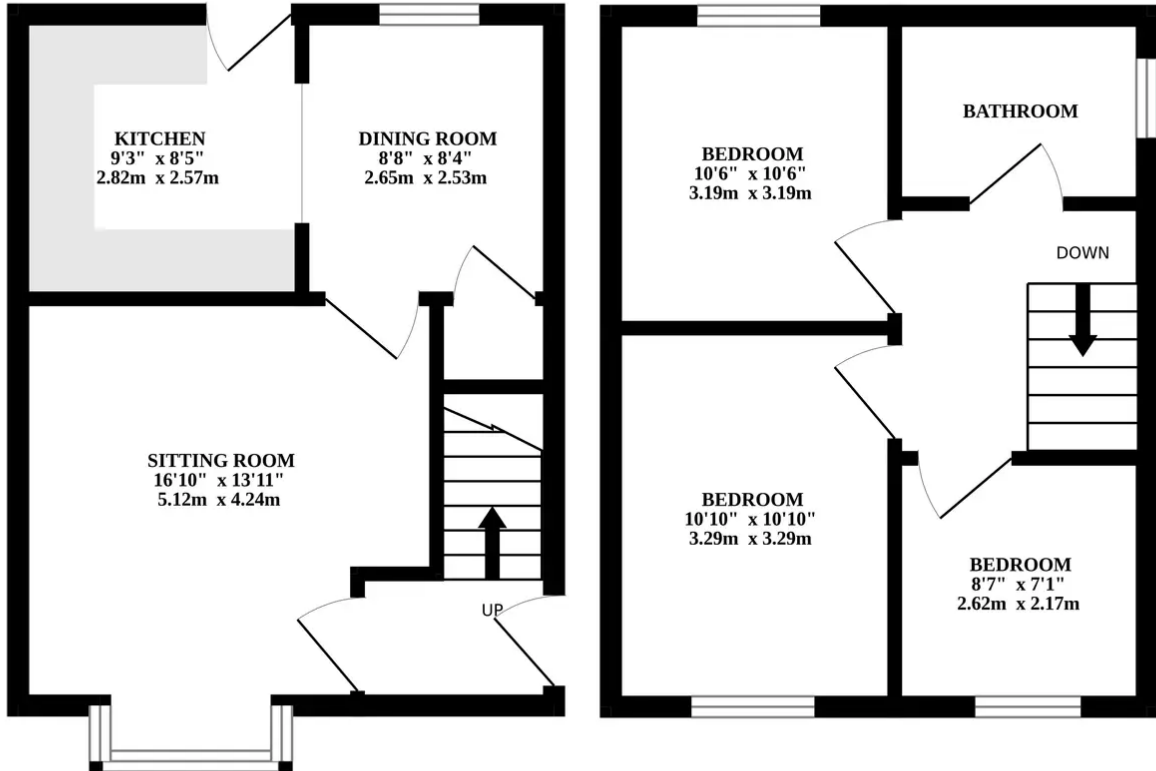 KITCHEN
9'3" x 8'5"
2.82m x 2.57m
DINING ROOM
8'8" x 8'4"
2.65m x 2.53m
SITTING ROOM
16'10" x 13'11"
5.12m x 4.24m
UP
BEDROOM
10'6" x 10'6"
3.19m x 3.19m
BATHROOM
DOWN
BEDROOM
10'10" x 10'10"
3.29m x 3.29m
BEDROOM
8'7" x 7'1"
2.62m x 2.17m